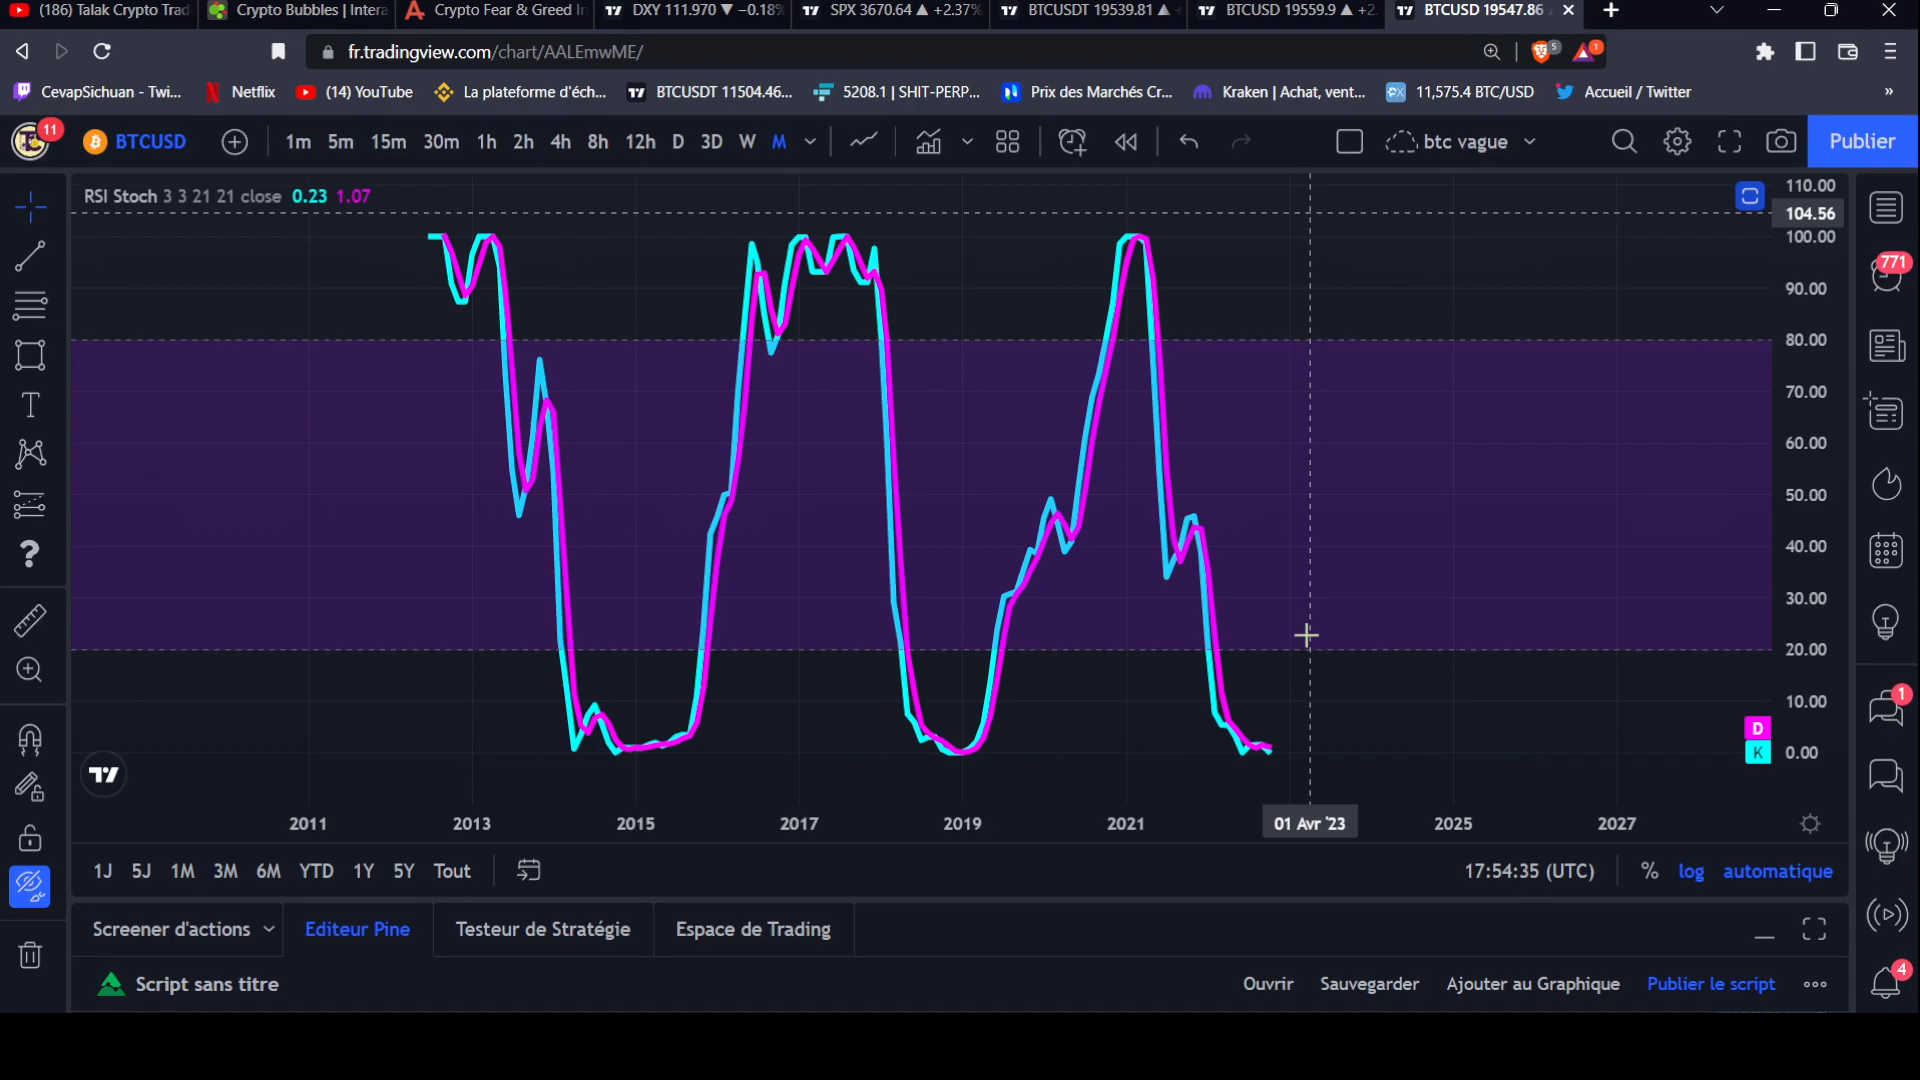 (186) Talak Crypto Trad
Crypto Bubbles | Intera
Crypto Fear & Greed In
DXY 111.970 ▼ −0.18%
SPX 3670.64 ▲ +2.37%
BTCUSDT 19539.81 ▲
BTCUSD 19559.9 ▲ +2.
BTCUSD 19547.86
fr.tradingview.com/chart/AALEmwME/
5
1
CevapSichuan - Twi...
Netflix
(14) YouTube
La plateforme d'éch...
BTCUSDT 11504.46...
5208.1 | SHIT-PERP...
Prix des Marchés Cr...
Kraken | Achat, vent...
11,575.4 BTC/USD
Accueil / Twitter
»
11
BTCUSD
1m 5m 15m 30m 1h 2h 4h 8h 12h D 3D W M
btc vague
Publier
RSI Stoch 3 3 21 21 close 0.23 1.07
110.00
104.56
100.00
90.00
80.00
70.00
60.00
50.00
40.00
30.00
20.00
10.00
D
K 0.00
771
1
4
2011 2013 2015 2017 2019 2021 01 Avr '23 2025 2027
1J 5J 1M 3M 6M YTD 1Y 5Y Tout
17:54:35 (UTC) % log automatique
Screener d'actions
Editeur Pine
Testeur de Stratégie
Espace de Trading
Script sans titre
Ouvrir Sauvegarder Ajouter au Graphique Publier le script